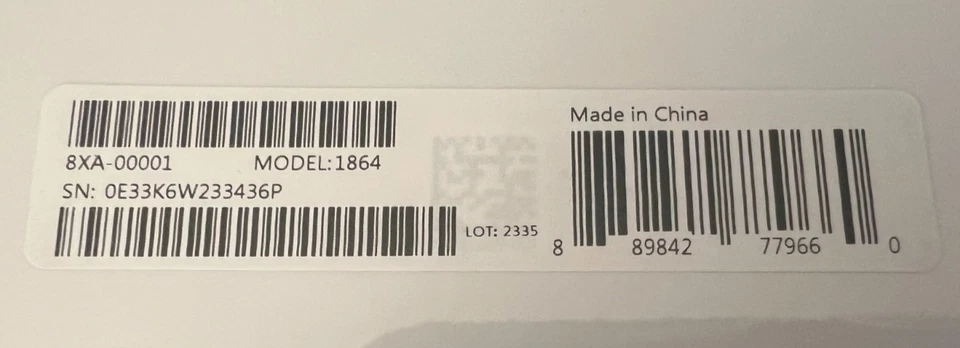 8XA-00001 MODEL:1864
SN: 0E33K6W233436P
LOT: 2335
Made in China
8 89842 77966 0